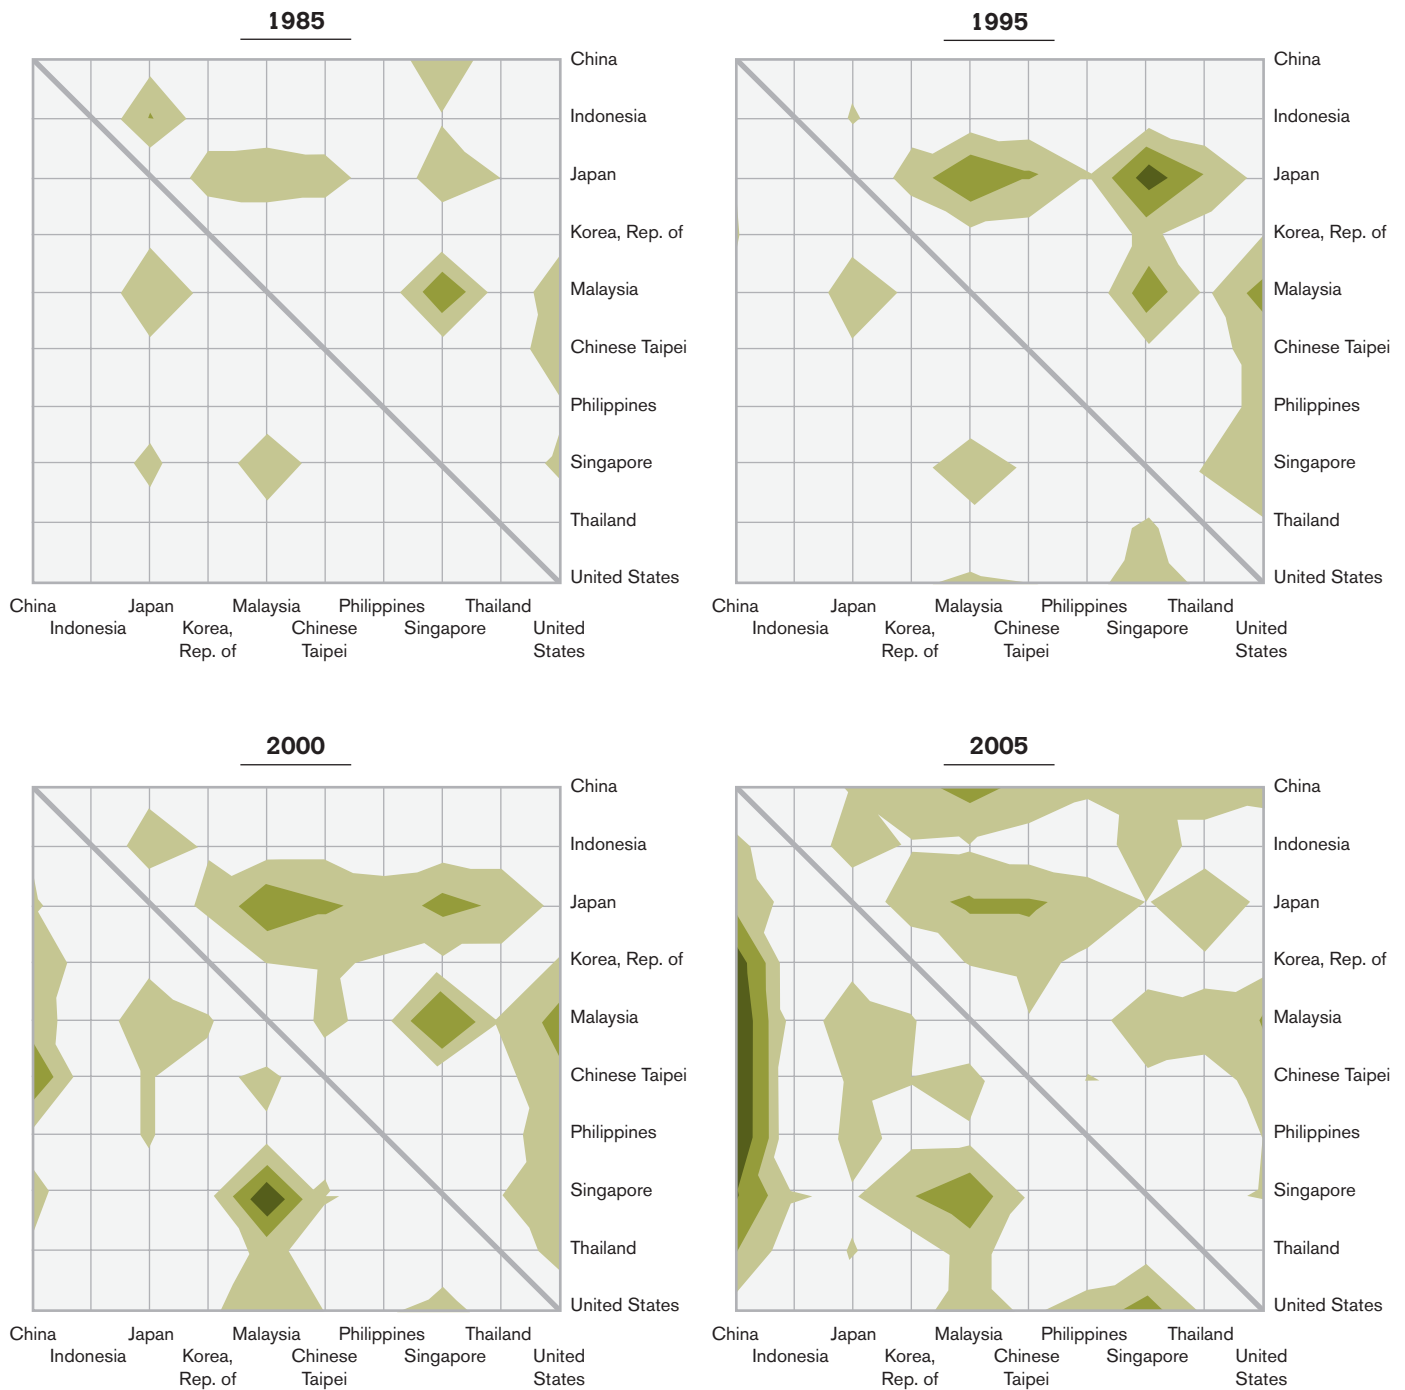 1985
China
Indonesia
Japan
Korea, Rep. of
Malaysia
Chinese Taipei
Philippines
Singapore
Thailand
United States
China Japan Malaysia Philippines Thailand
Indonesia Korea, Chinese Singapore United
Rep. of Taipei States
1995
China
Indonesia
Japan
Korea, Rep. of
Malaysia
Chinese Taipei
Philippines
Singapore
Thailand
United States
China Japan Malaysia Philippines Thailand
Indonesia Korea, Chinese Singapore United
Rep. of Taipei States
2000
China
Indonesia
Japan
Korea, Rep. of
Malaysia
Chinese Taipei
Philippines
Singapore
Thailand
United States
China Japan Malaysia Philippines Thailand
Indonesia Korea, Chinese Singapore United
Rep. of Taipei States
2005
China
Indonesia
Japan
Korea, Rep. of
Malaysia
Chinese Taipei
Philippines
Singapore
Thailand
United States
China Japan Malaysia Philippines Thailand
Indonesia Korea, Chinese Singapore United
Rep. of Taipei States